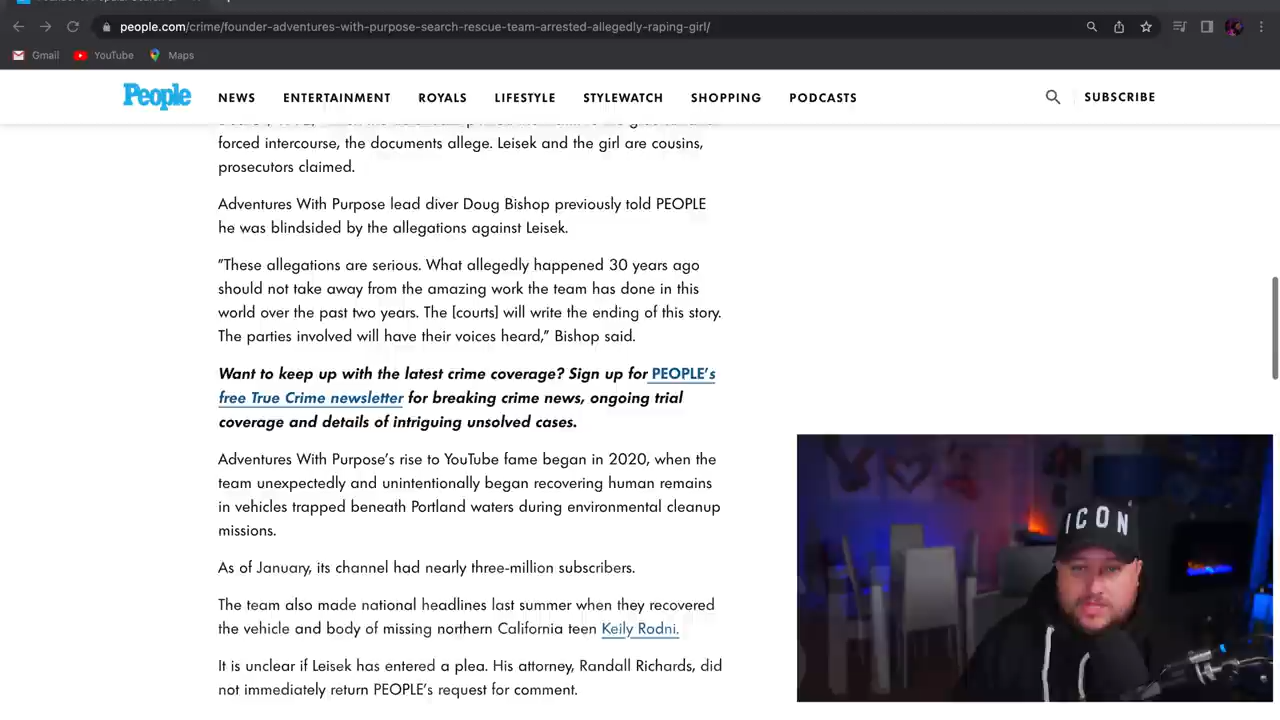 people.com/crime/founder-adventures-with-purpose-search-rescue-team-arrested-allegedly-raping-girl/
Gmail YouTube Maps
People NEWS ENTERTAINMENT ROYALS LIFESTYLE STYLEWATCH SHOPPING PODCASTS SUBSCRIBE
forced intercourse, the documents allege. Leisek and the girl are cousins,
prosecutors claimed.
Adventures With Purpose lead diver Doug Bishop previously told PEOPLE
he was blindsided by the allegations against Leisek.
"These allegations are serious. What allegedly happened 30 years ago
should not take away from the amazing work the team has done in this
world over the past two years. The [courts] will write the ending of this story.
The parties involved will have their voices heard," Bishop said.
Want to keep up with the latest crime coverage? Sign up for PEOPLE's
free True Crime newsletter for breaking crime news, ongoing trial
coverage and details of intriguing unsolved cases.
Adventures With Purpose's rise to YouTube fame began in 2020, when the
team unexpectedly and unintentionally began recovering human remains
in vehicles trapped beneath Portland waters during environmental cleanup
missions.
As of January, its channel had nearly three-million subscribers.
The team also made national headlines last summer when they recovered
the vehicle and body of missing northern California teen Keily Rodni.
It is unclear if Leisek has entered a plea. His attorney, Randall Richards, did
not immediately return PEOPLE's request for comment.
ICON